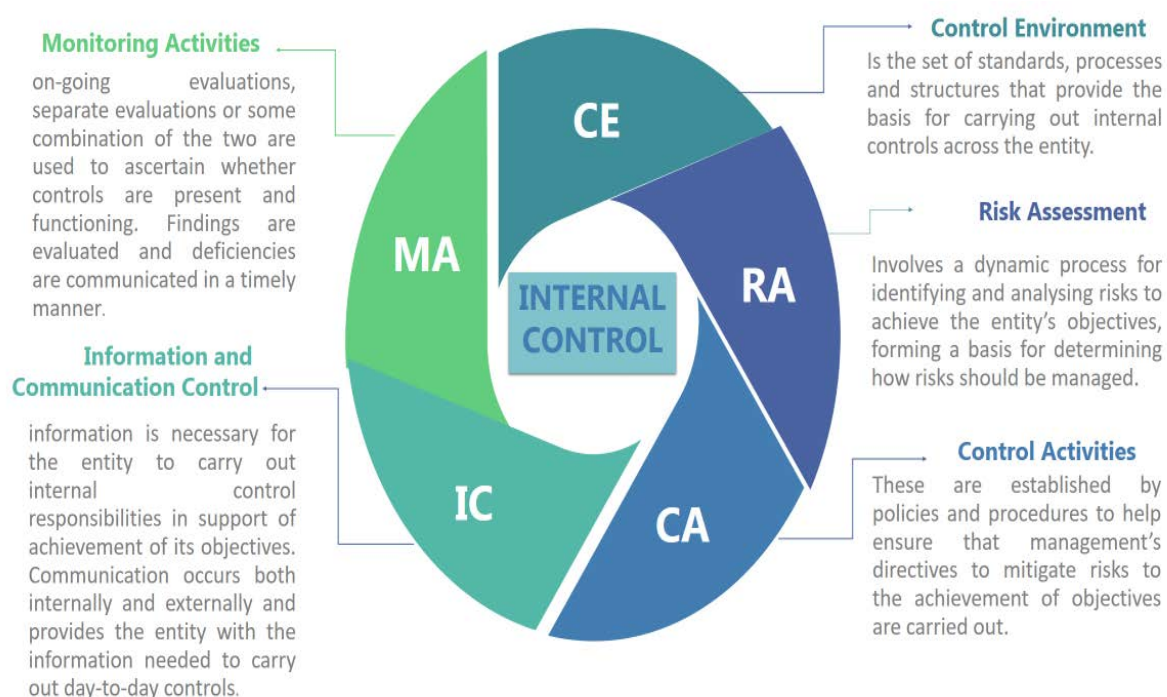 Monitoring Activities
on-going evaluations,
separate evaluations or some
combination of the two are
used to ascertain whether
controls are present and
functioning. Findings are
evaluated and deficiencies
are communicated in a timely
manner.
Information and
Communication Control
information is necessary for
the entity to carry out
internal control
responsibilities in support of
achievement of its objectives.
Communication occurs both
internally and externally and
provides the entity with the
information needed to carry
out day-to-day controls.
CE
RA
CA
IC
MA
INTERNAL
CONTROL
Control Environment
Is the set of standards, processes
and structures that provide the
basis for carrying out internal
controls across the entity.
Risk Assessment
Involves a dynamic process for
identifying and analysing risks to
achieve the entity's objectives,
forming a basis for determining
how risks should be managed.
Control Activities
These are established by
policies and procedures to help
ensure that management's
directives to mitigate risks to
the achievement of objectives
are carried out.